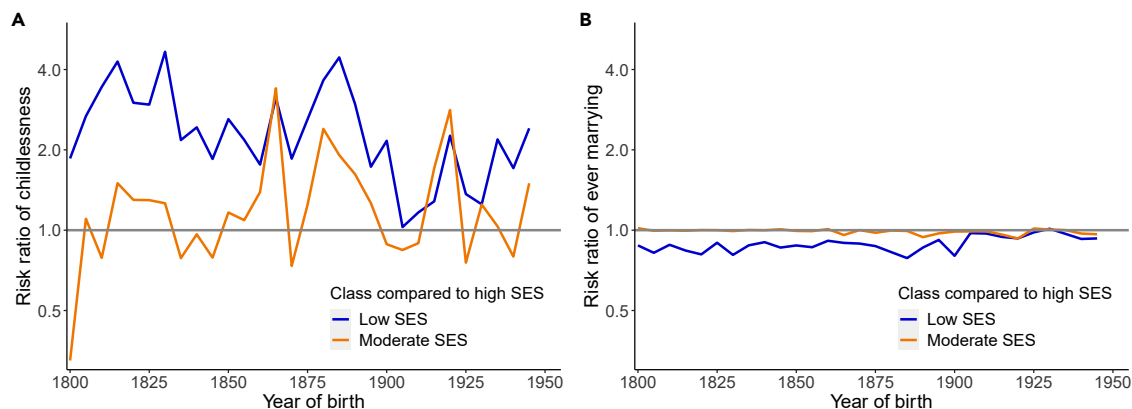 A
Risk ratio of childlessness
4.0
2.0
1.0
0.5
Class compared to high SES
Low SES
Moderate SES
1800 1825 1850 1875 1900 1925 1950
Year of birth
B
Risk ratio of ever marrying
4.0
2.0
1.0
0.5
Class compared to high SES
Low SES
Moderate SES
1800 1825 1850 1875 1900 1925 1950
Year of birth